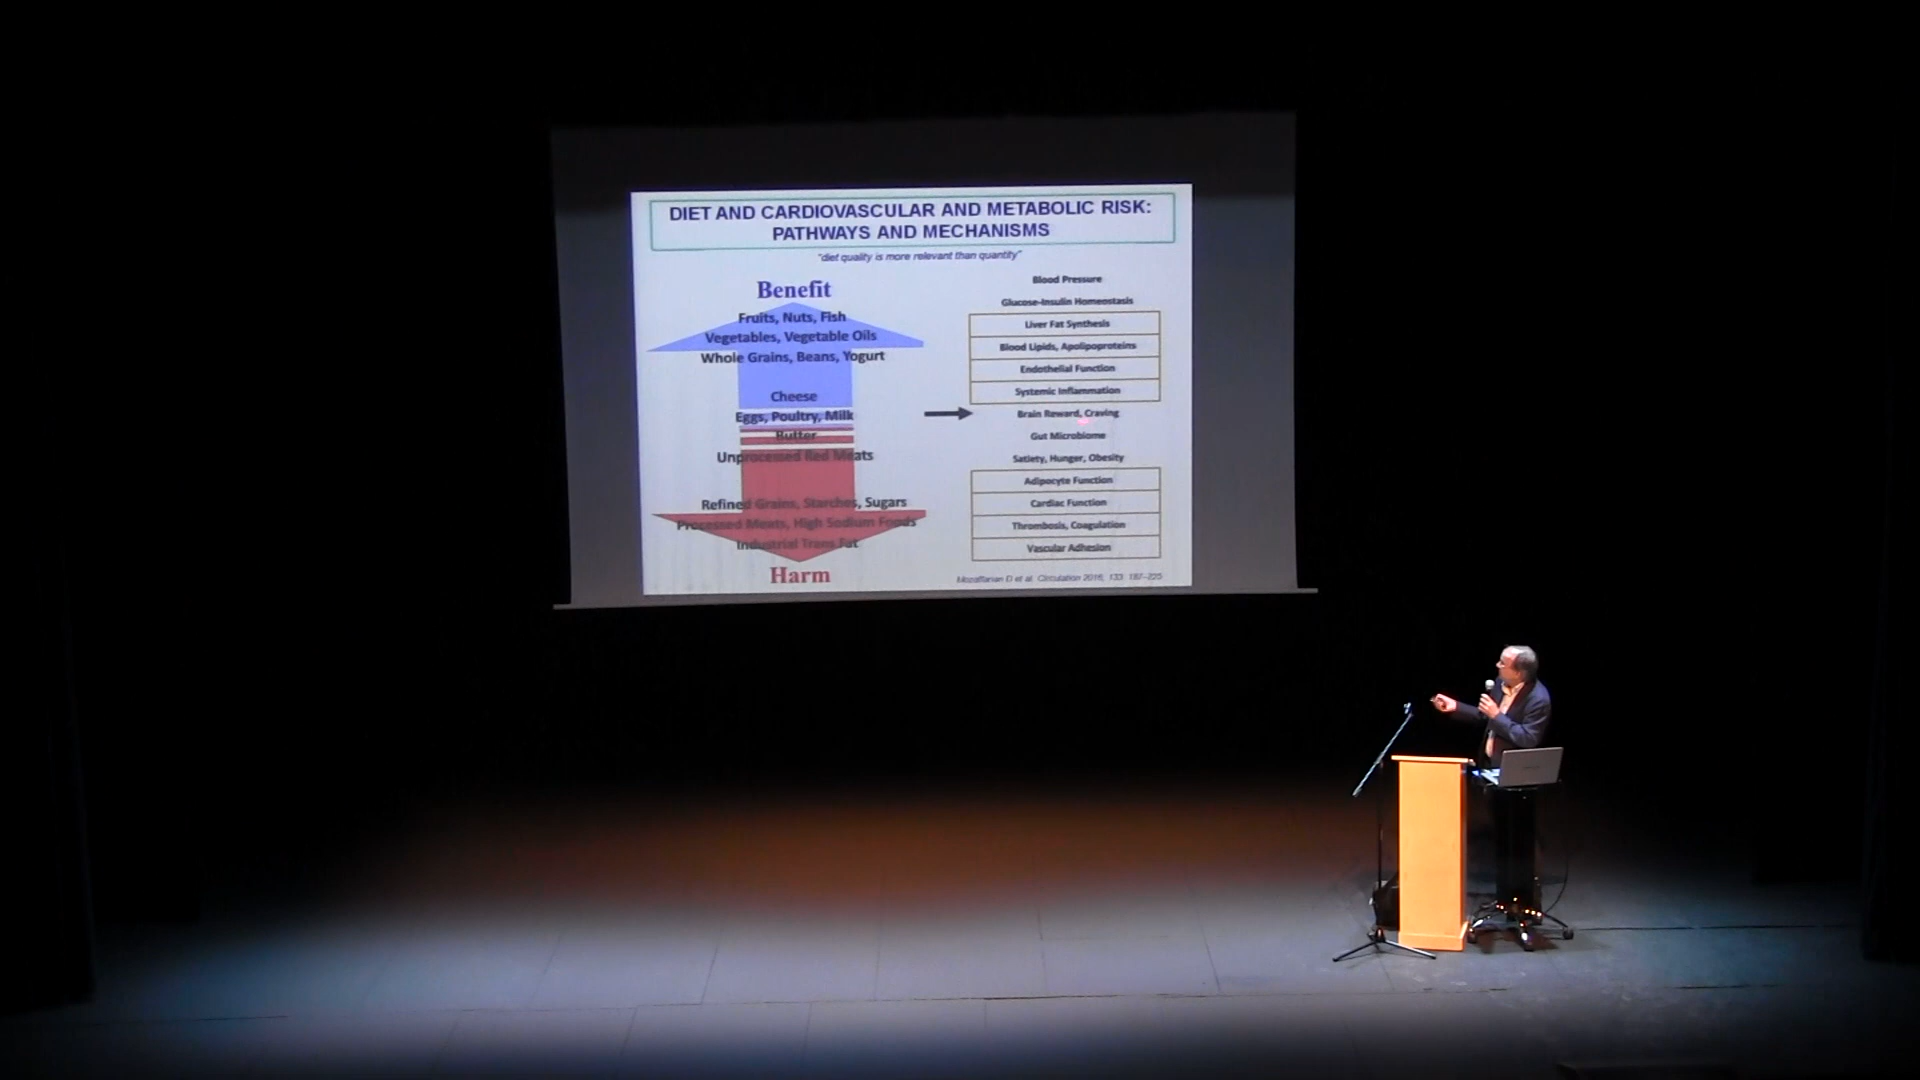 DIET AND CARDIOVASCULAR AND METABOLIC RISK:
PATHWAYS AND MECHANISMS
"diet quality is more relevant than quantity"
Benefit
Fruits, Nuts, Fish
Vegetables, Vegetable Oils
Whole Grains, Beans, Yogurt
Cheese
Eggs, Poultry, Milk
Butter
Unprocessed Red Meats
Refined Grains, Starches, Sugars
Processed Meats, High Sodium Foods
Industrial Trans Fat
Harm
Blood Pressure
Glucose-Insulin Homeostasis
Liver Fat Synthesis
Blood Lipids, Apolipoproteins
Endothelial Function
Systemic Inflammation
Brain Reward, Craving
Gut Microbiome
Satiety, Hunger, Obesity
Adipocyte Function
Cardiac Function
Thrombosis, Coagulation
Vascular Adhesion
Mozaffarian D et al. Circulation 2016; 133: 187–225